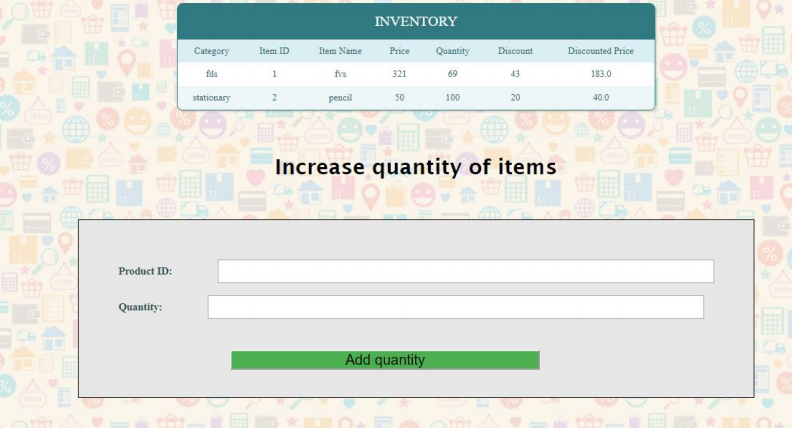 INVENTORY
Category Item ID Item Name Price Quantity Discount Discounted Price
fds 1 fvs 321 69 43 183.0
stationary 2 pencil 50 100 20 40.0
Increase quantity of items
Product ID:
Quantity:
Add quantity